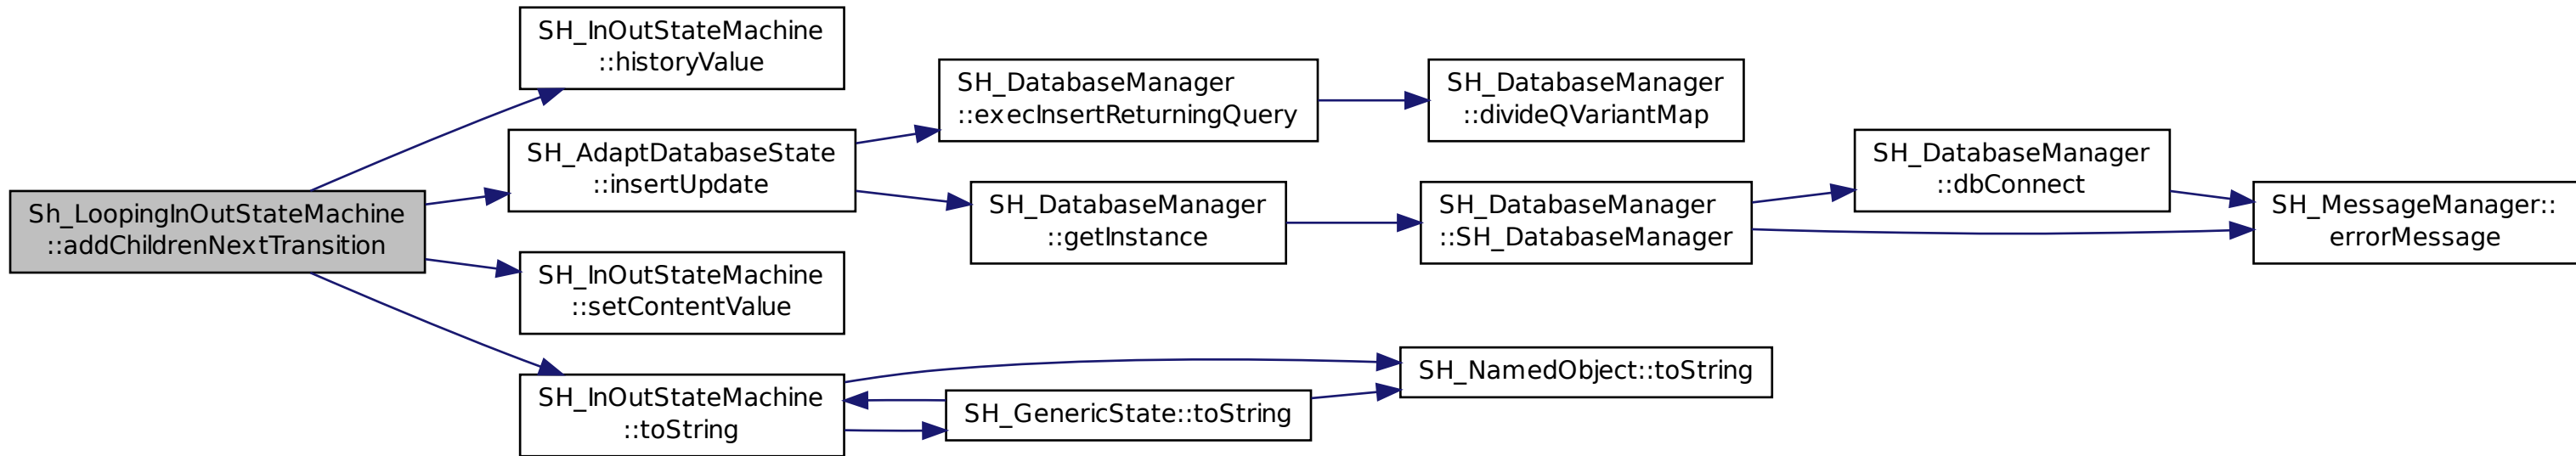 SH_InOutStateMachine
::historyValue
SH_DatabaseManager
::execInsertReturningQuery
SH_DatabaseManager
::divideQVariantMap
SH_AdaptDatabaseState
::insertUpdate
SH_DatabaseManager
::dbConnect
Sh_LoopingInOutStateMachine
::addChildrenNextTransition
SH_DatabaseManager
::getInstance
SH_DatabaseManager
::SH_DatabaseManager
SH_MessageManager::
errorMessage
SH_InOutStateMachine
::setContentValue
SH_InOutStateMachine
::toString
SH_GenericState::toString
SH_NamedObject::toString